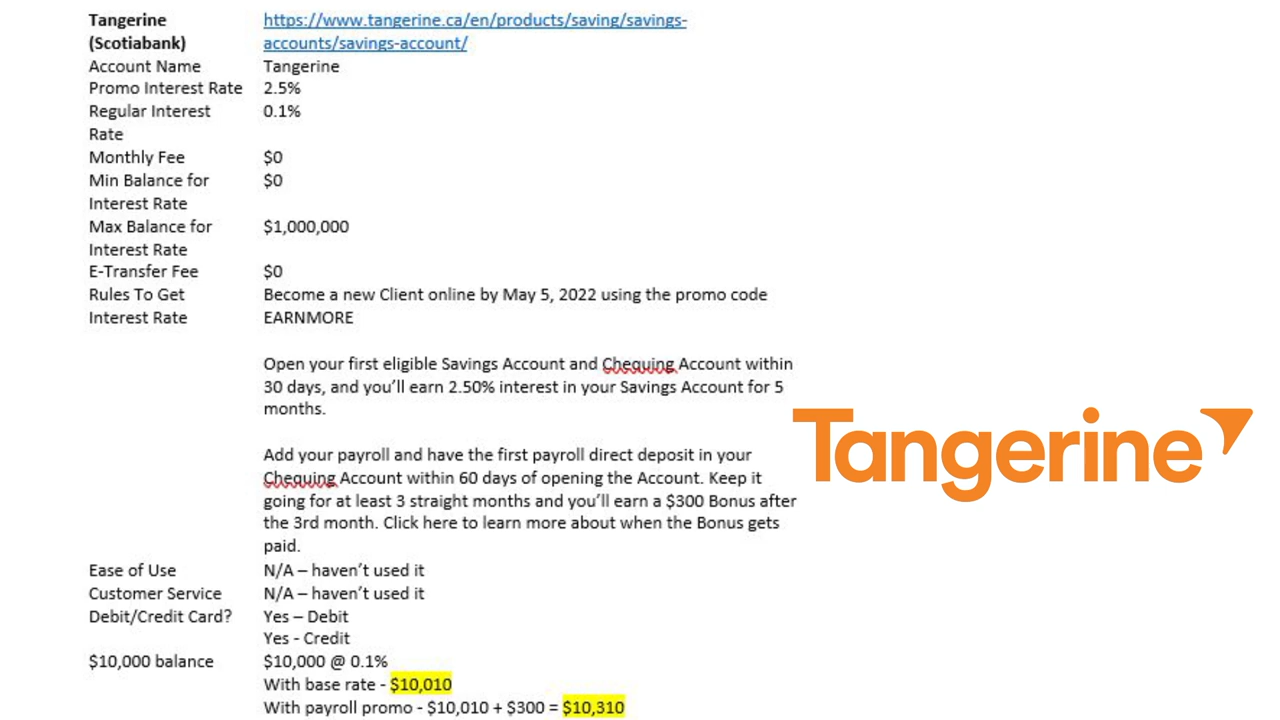 Tangerine https://www.tangerine.ca/en/products/saving/savings-
(Scotiabank) accounts/savings-account/
Account Name Tangerine
Promo Interest Rate 2.5%
Regular Interest 0.1%
Rate
Monthly Fee $0
Min Balance for $0
Interest Rate
Max Balance for $1,000,000
Interest Rate
E-Transfer Fee $0
Rules To Get Become a new Client online by May 5, 2022 using the promo code
Interest Rate EARNMORE
Open your first eligible Savings Account and Chequing Account within
30 days, and you’ll earn 2.50% interest in your Savings Account for 5
months.
Add your payroll and have the first payroll direct deposit in your
Chequing Account within 60 days of opening the Account. Keep it
going for at least 3 straight months and you’ll earn a $300 Bonus after
the 3rd month. Click here to learn more about when the Bonus gets
paid.
Tangerine
Ease of Use N/A – haven’t used it
Customer Service N/A – haven’t used it
Debit/Credit Card? Yes – Debit
Yes - Credit
$10,000 balance $10,000 @ 0.1%
With base rate - $10,010
With payroll promo - $10,010 + $300 = $10,310